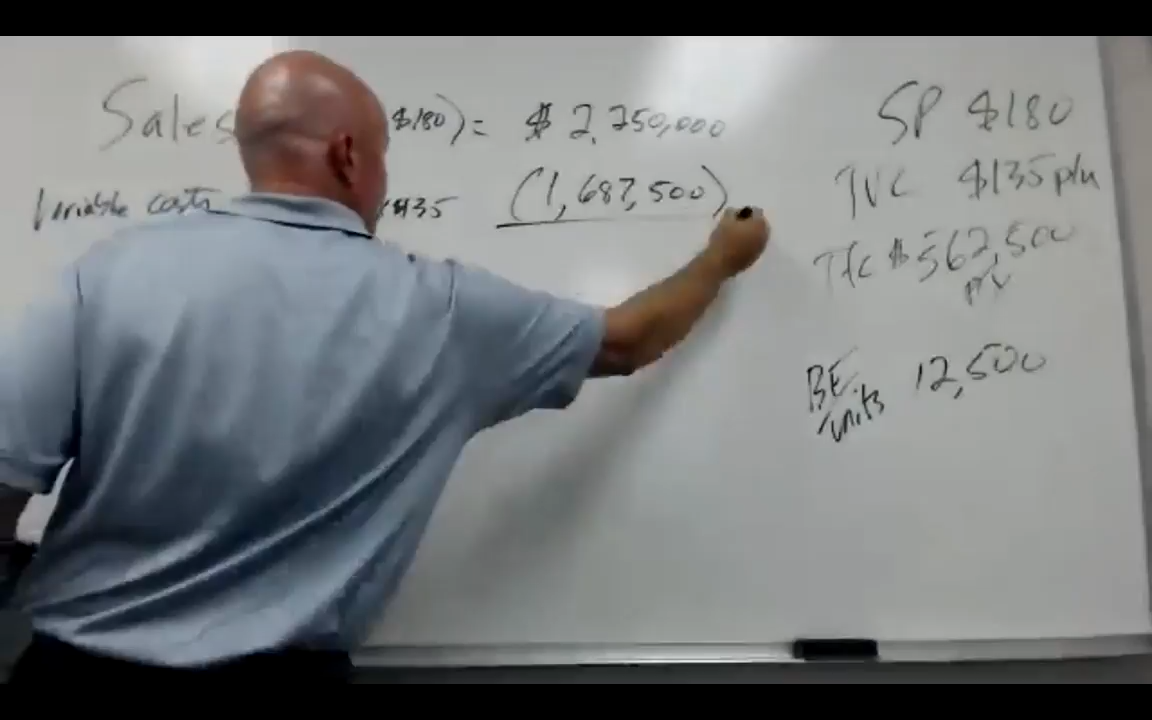 Sales $180) = $ 2,250,000
Variable costs $135 (1,687,500)
SP $180
TVC $135 plu
TFC $ 562,500
BE units 12,500